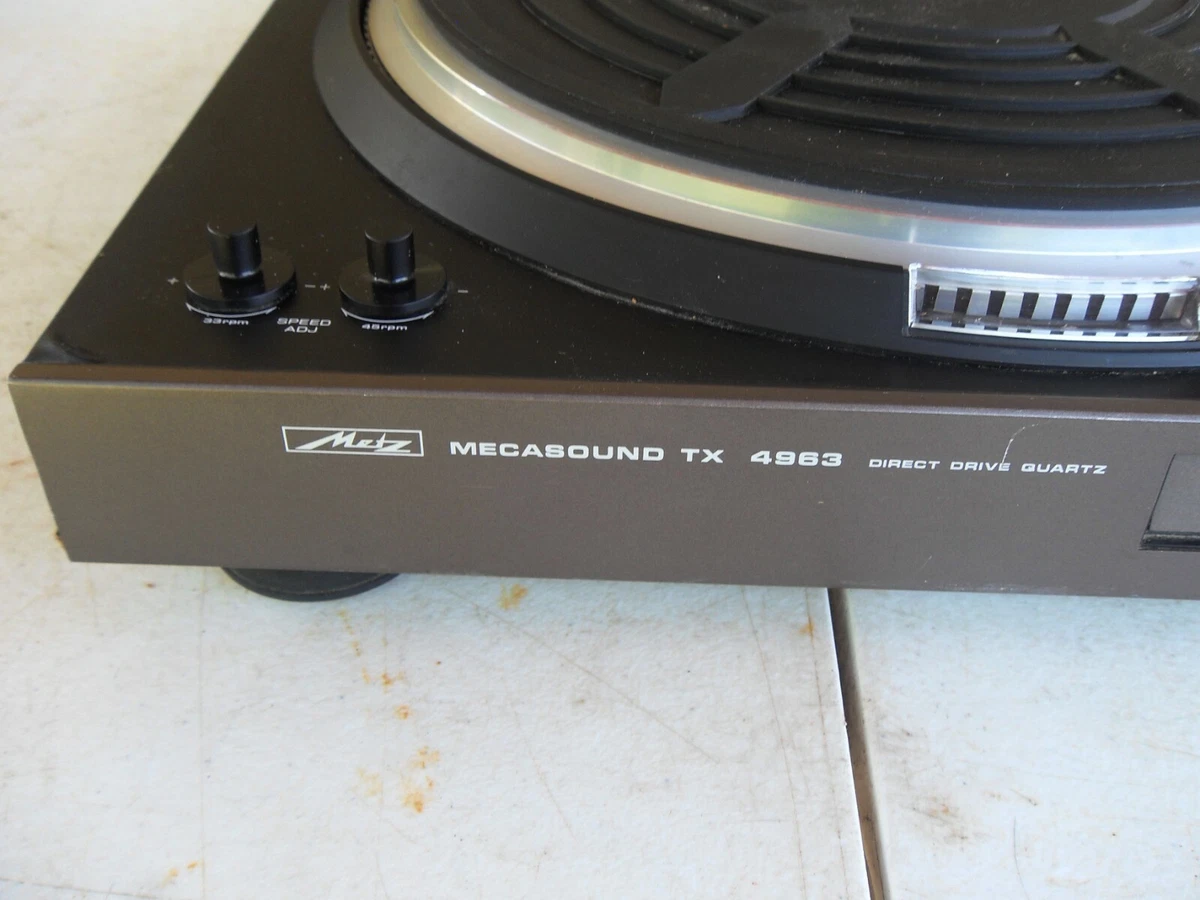 + - + -
33rpm SPEED ADJ 45rpm
Metz MECASOUND TX 4963 DIRECT DRIVE QUARTZ